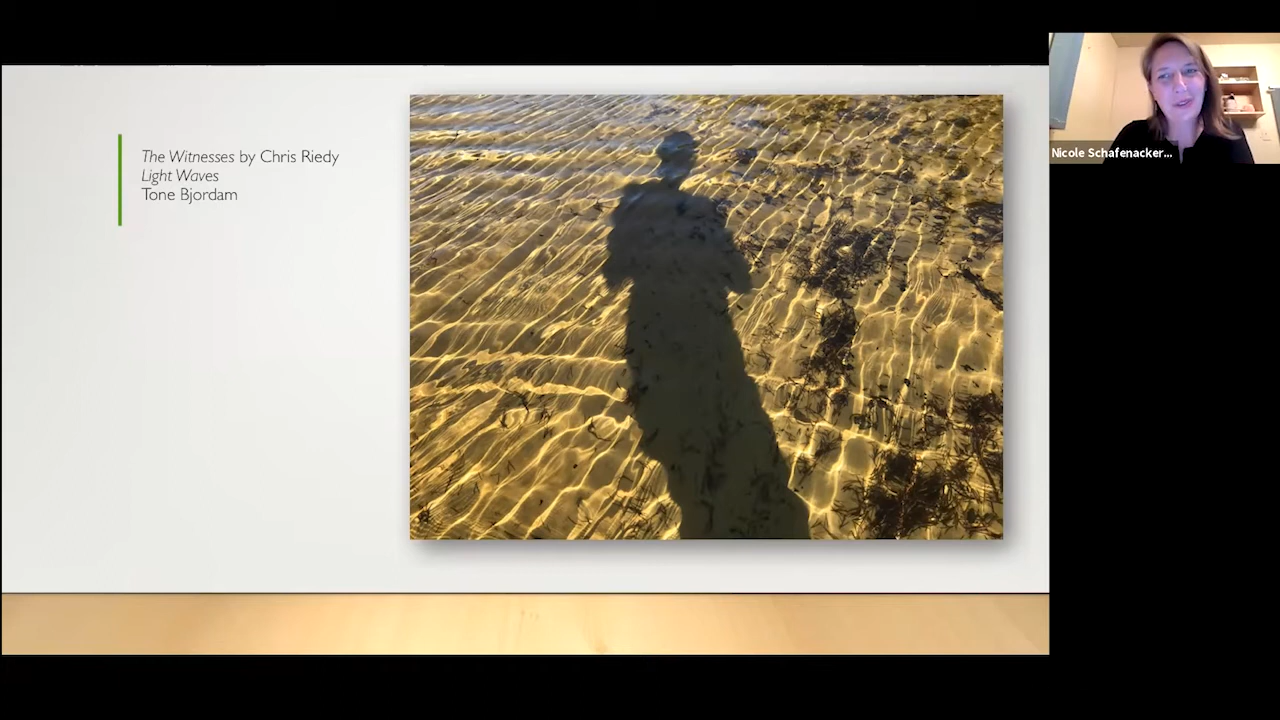 The Witnesses by Chris Riedy
Light Waves
Tone Bjordam
Nicole Schafenacker...